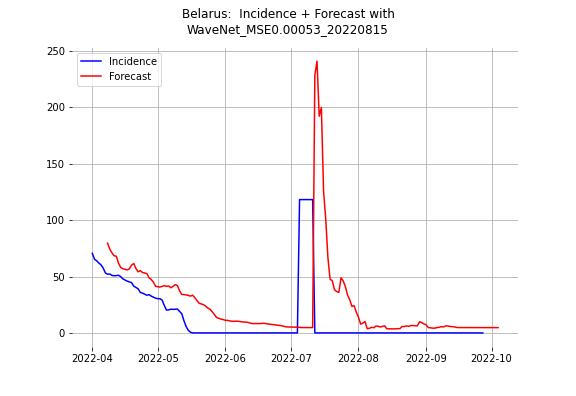 Belarus:  Incidence + Forecast with
WaveNet_MSE0.00053_20220815
Incidence
Forecast
250
200
150
100
50
0
2022-04 2022-05 2022-06 2022-07 2022-08 2022-09 2022-10